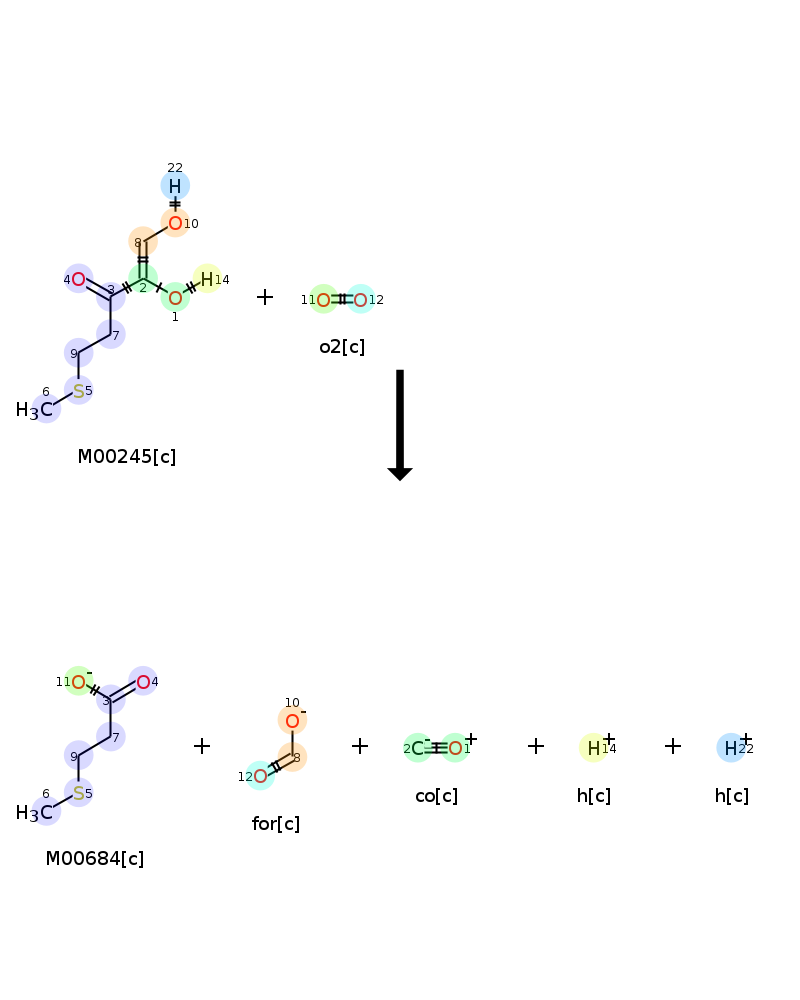 22
H
O10
8
4O
3
2
H14
O
1
7
9
6
S5
H3C
+
11O
O12
o2[c]
M00245[c]
11O-
O4
3
7
9
6
S5
H3C
M00684[c]
+
10
O-
8
12O
for[c]
+
2C-
O1+
co[c]
+
H14+
h[c]
+
H22+
h[c]